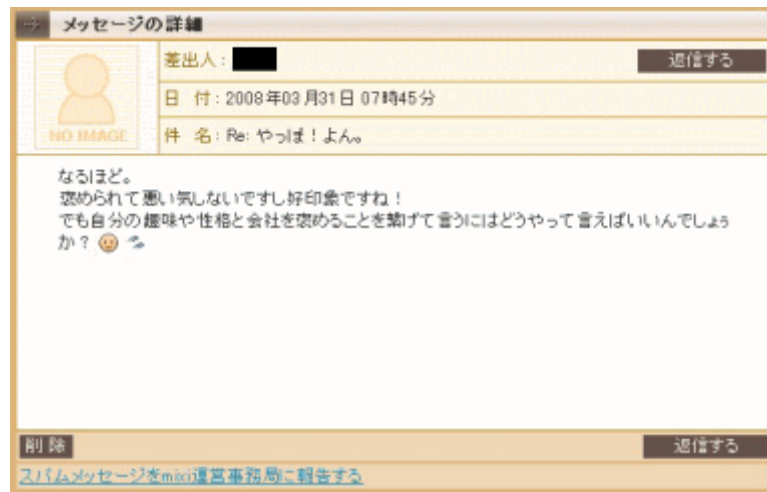 メッセージの詳細
差出人：
返信する
日 付：2008年03月31日 07時45分
NO IMAGE
件 名：Re: やっぱ！よん。
なるほど。
褒められて悪い気しないですし好印象ですね！
でも自分の趣味や性格と会社を褒めることを繋げて言うにはどうやって言えばいいんでしょう
か？
削 除
返信する
スパムメッセージをmixi運営事務局に報告する